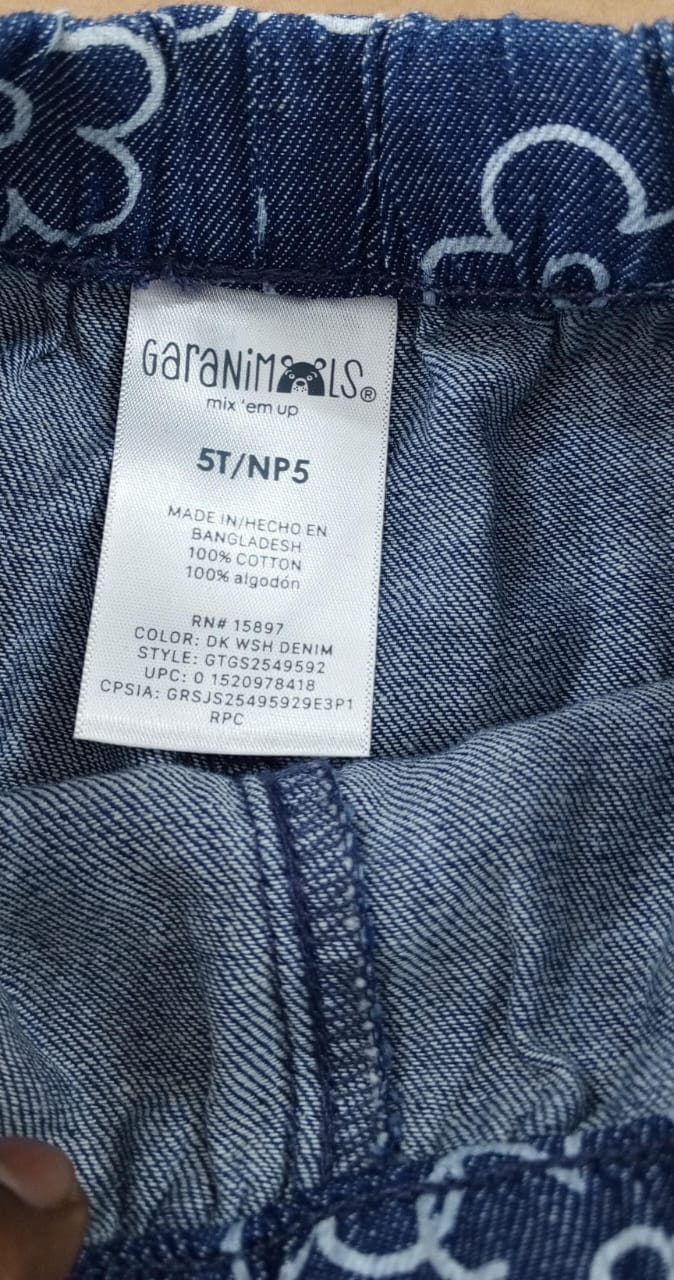 GaraNiMALS®
mix 'em up
5T/NP5
MADE IN/HECHO EN
BANGLADESH
100% COTTON
100% algodón
RN# 15897
COLOR: DK WSH DENIM
STYLE: GTGS2549592
UPC: 0 1520978418
CPSIA: GRSJS25495929E3P1
RPC